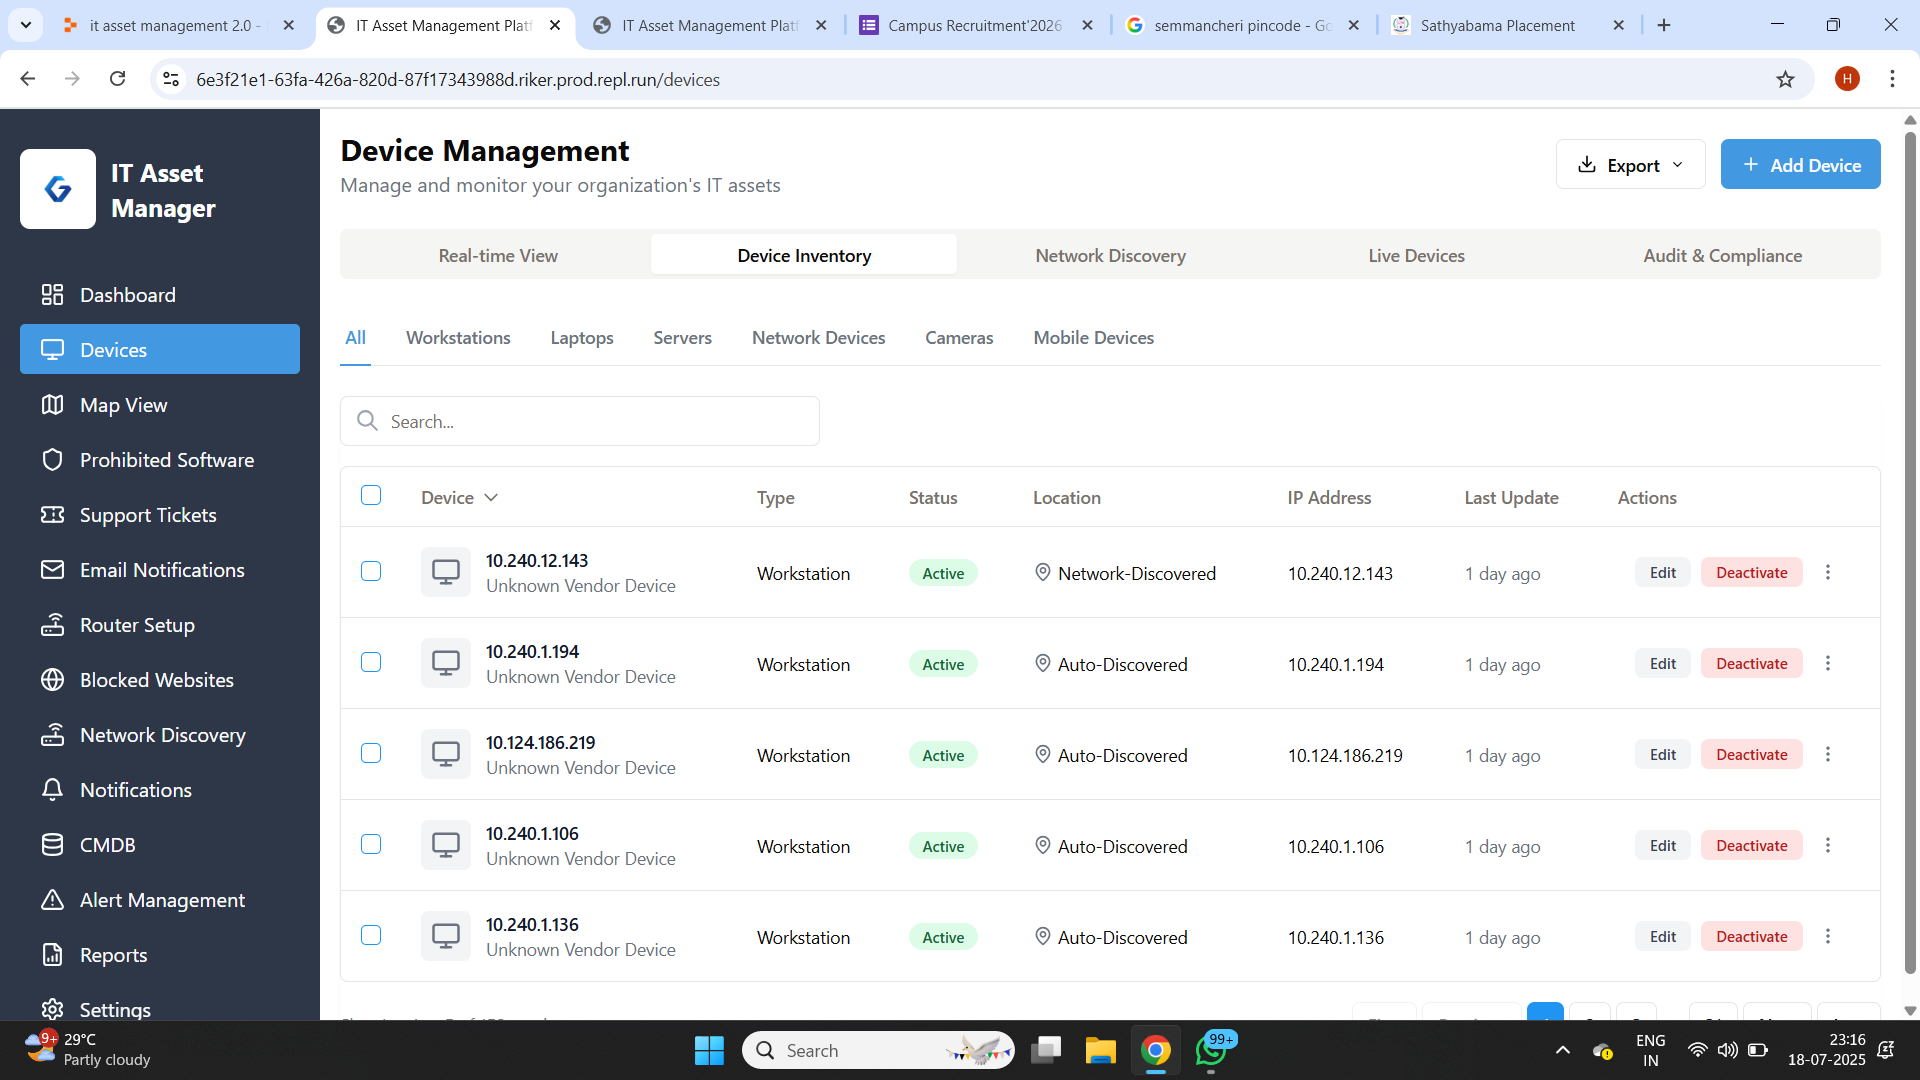 it asset management 2.0 -
IT Asset Management Platf
IT Asset Management Platf
Campus Recruitment'2026
semmancheri pincode - Go
Sathyabama Placement
6e3f21e1-63fa-426a-820d-87f17343988d.riker.prod.repl.run/devices
H
IT Asset
Manager
Dashboard
Devices
Map View
Prohibited Software
Support Tickets
Email Notifications
Router Setup
Blocked Websites
Network Discovery
Notifications
CMDB
Alert Management
Reports
Settings
Device Management
Manage and monitor your organization's IT assets
Export
Add Device
Real-time View
Device Inventory
Network Discovery
Live Devices
Audit & Compliance
All
Workstations
Laptops
Servers
Network Devices
Cameras
Mobile Devices
Search...
Device Type Status Location IP Address Last Update Actions
10.240.12.143
Unknown Vendor Device
Workstation Active Network-Discovered 10.240.12.143 1 day ago Edit Deactivate
10.240.1.194
Unknown Vendor Device
Workstation Active Auto-Discovered 10.240.1.194 1 day ago Edit Deactivate
10.124.186.219
Unknown Vendor Device
Workstation Active Auto-Discovered 10.124.186.219 1 day ago Edit Deactivate
10.240.1.106
Unknown Vendor Device
Workstation Active Auto-Discovered 10.240.1.106 1 day ago Edit Deactivate
10.240.1.136
Unknown Vendor Device
Workstation Active Auto-Discovered 10.240.1.136 1 day ago Edit Deactivate
9+
29°C
Partly cloudy
Search
99+
ENG
IN
23:16
18-07-2025